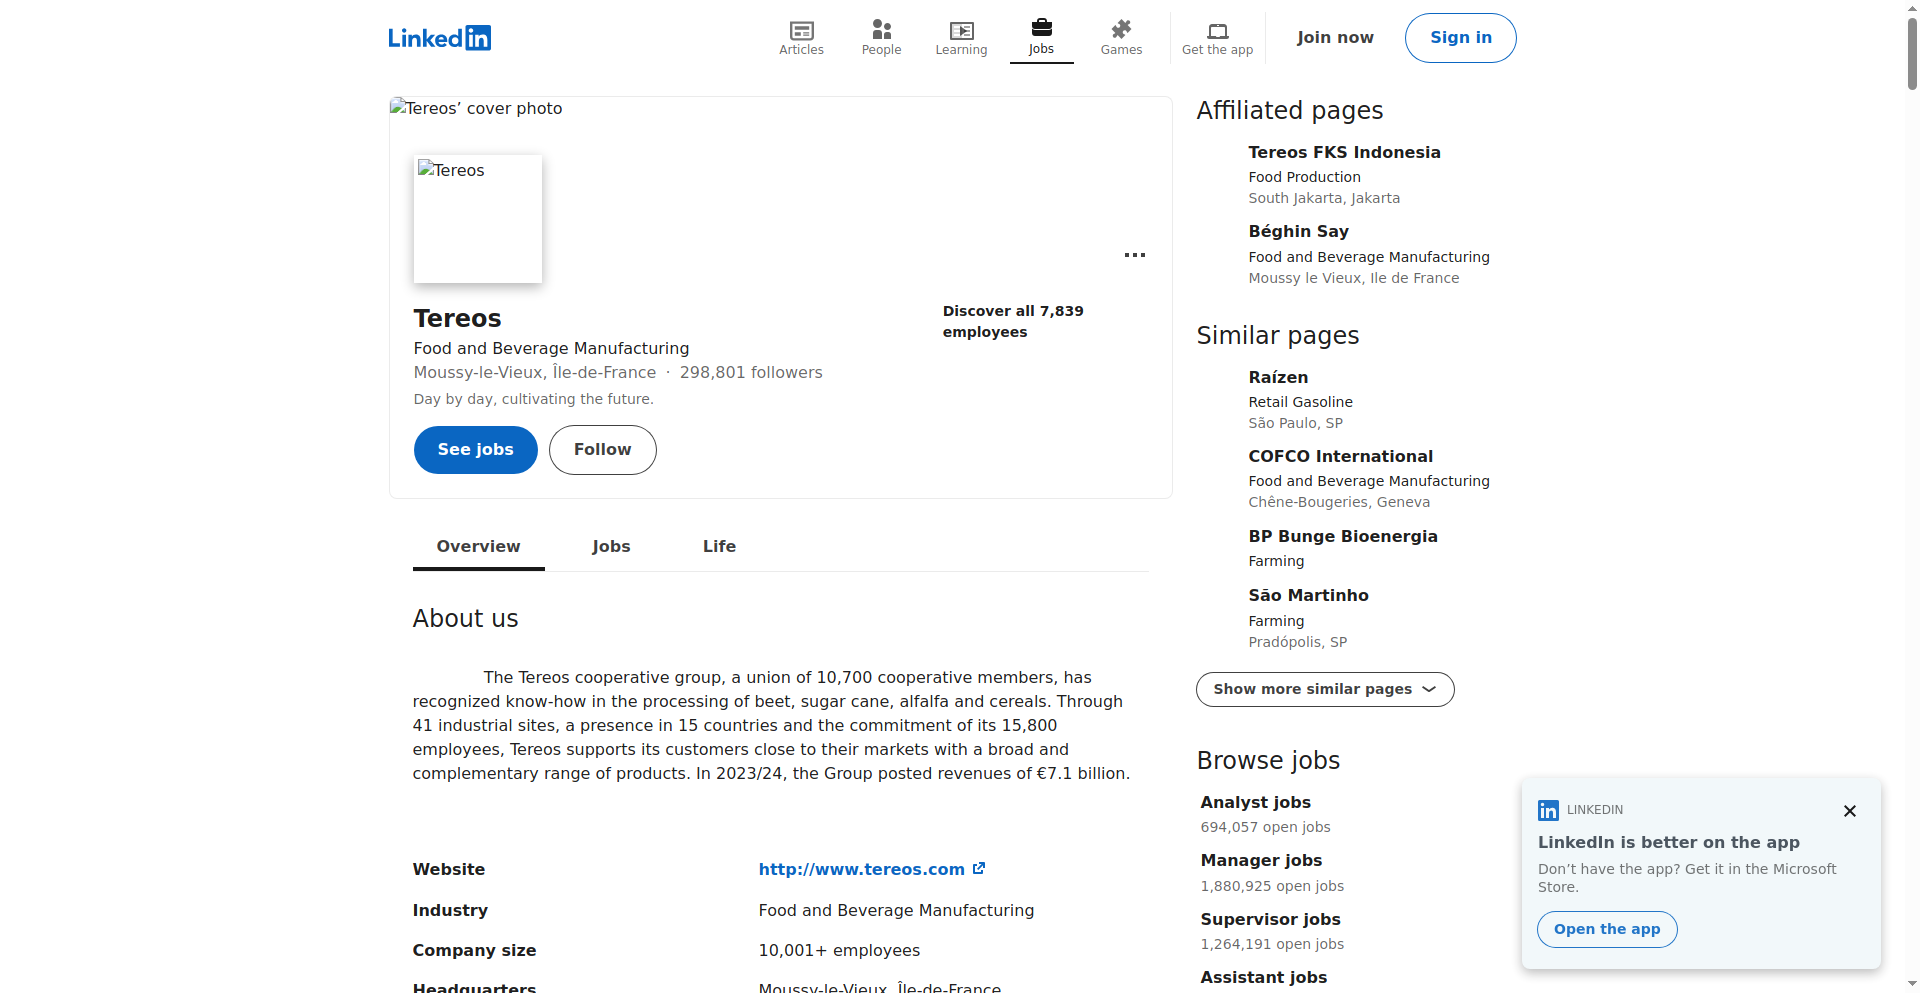 Linked in
Articles
People
Learning
Jobs
Games
Get the app
Join now
Sign in
Tereos’ cover photo
Tereos
Tereos
Food and Beverage Manufacturing
Moussy-le-Vieux, Île-de-France · 298,801 followers
Day by day, cultivating the future.
Discover all 7,839
employees
See jobs
Follow
Overview
Jobs
Life
About us
The Tereos cooperative group, a union of 10,700 cooperative members, has
recognized know-how in the processing of beet, sugar cane, alfalfa and cereals. Through
41 industrial sites, a presence in 15 countries and the commitment of its 15,800
employees, Tereos supports its customers close to their markets with a broad and
complementary range of products. In 2023/24, the Group posted revenues of €7.1 billion.
Website
http://www.tereos.com
Industry
Food and Beverage Manufacturing
Company size
10,001+ employees
Headquarters
Moussy-le-Vieux, Île-de-France
Affiliated pages
Tereos FKS Indonesia
Food Production
South Jakarta, Jakarta
Béghin Say
Food and Beverage Manufacturing
Moussy le Vieux, Ile de France
Similar pages
Raízen
Retail Gasoline
São Paulo, SP
COFCO International
Food and Beverage Manufacturing
Chêne-Bougeries, Geneva
BP Bunge Bioenergia
Farming
São Martinho
Farming
Pradópolis, SP
Show more similar pages
Browse jobs
Analyst jobs
694,057 open jobs
Manager jobs
1,880,925 open jobs
Supervisor jobs
1,264,191 open jobs
Assistant jobs
in LINKEDIN
LinkedIn is better on the app
Don’t have the app? Get it in the Microsoft
Store.
Open the app